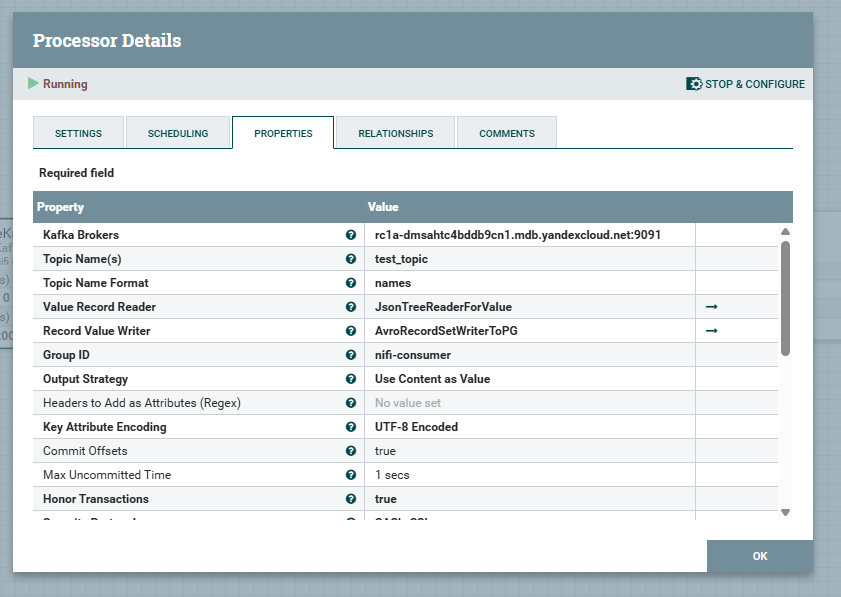 Processor Details
Running
STOP & CONFIGURE
SETTINGS
SCHEDULING
PROPERTIES
RELATIONSHIPS
COMMENTS
Required field
Property Value
Kafka Brokers rc1a-dmsahtc4bddb9cn1.mdb.yandexcloud.net:9091
Topic Name(s) test_topic
Topic Name Format names
Value Record Reader JsonTreeReaderForValue
Record Value Writer AvroRecordSetWriterToPG
Group ID nifi-consumer
Output Strategy Use Content as Value
Headers to Add as Attributes (Regex) No value set
Key Attribute Encoding UTF-8 Encoded
Commit Offsets true
Max Uncommitted Time 1 secs
Honor Transactions true
OK